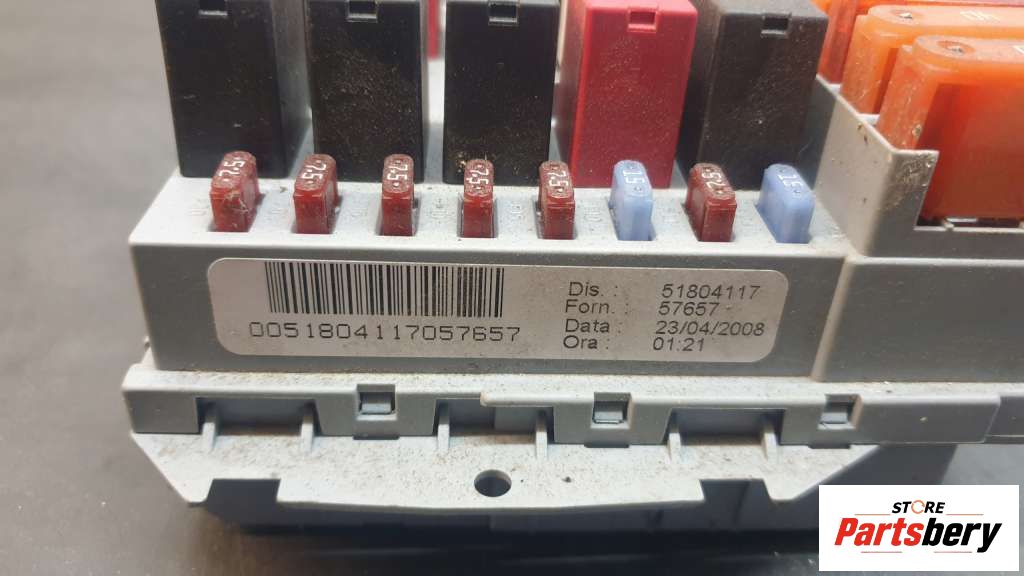 7.5 7.5 7.5 7.5 7.5 15 7.5 15
Dis. : 51804117
Forn. : 57657
Data : 23/04/2008
Ora : 01:21
0051804117057657
STORE
Partsbery